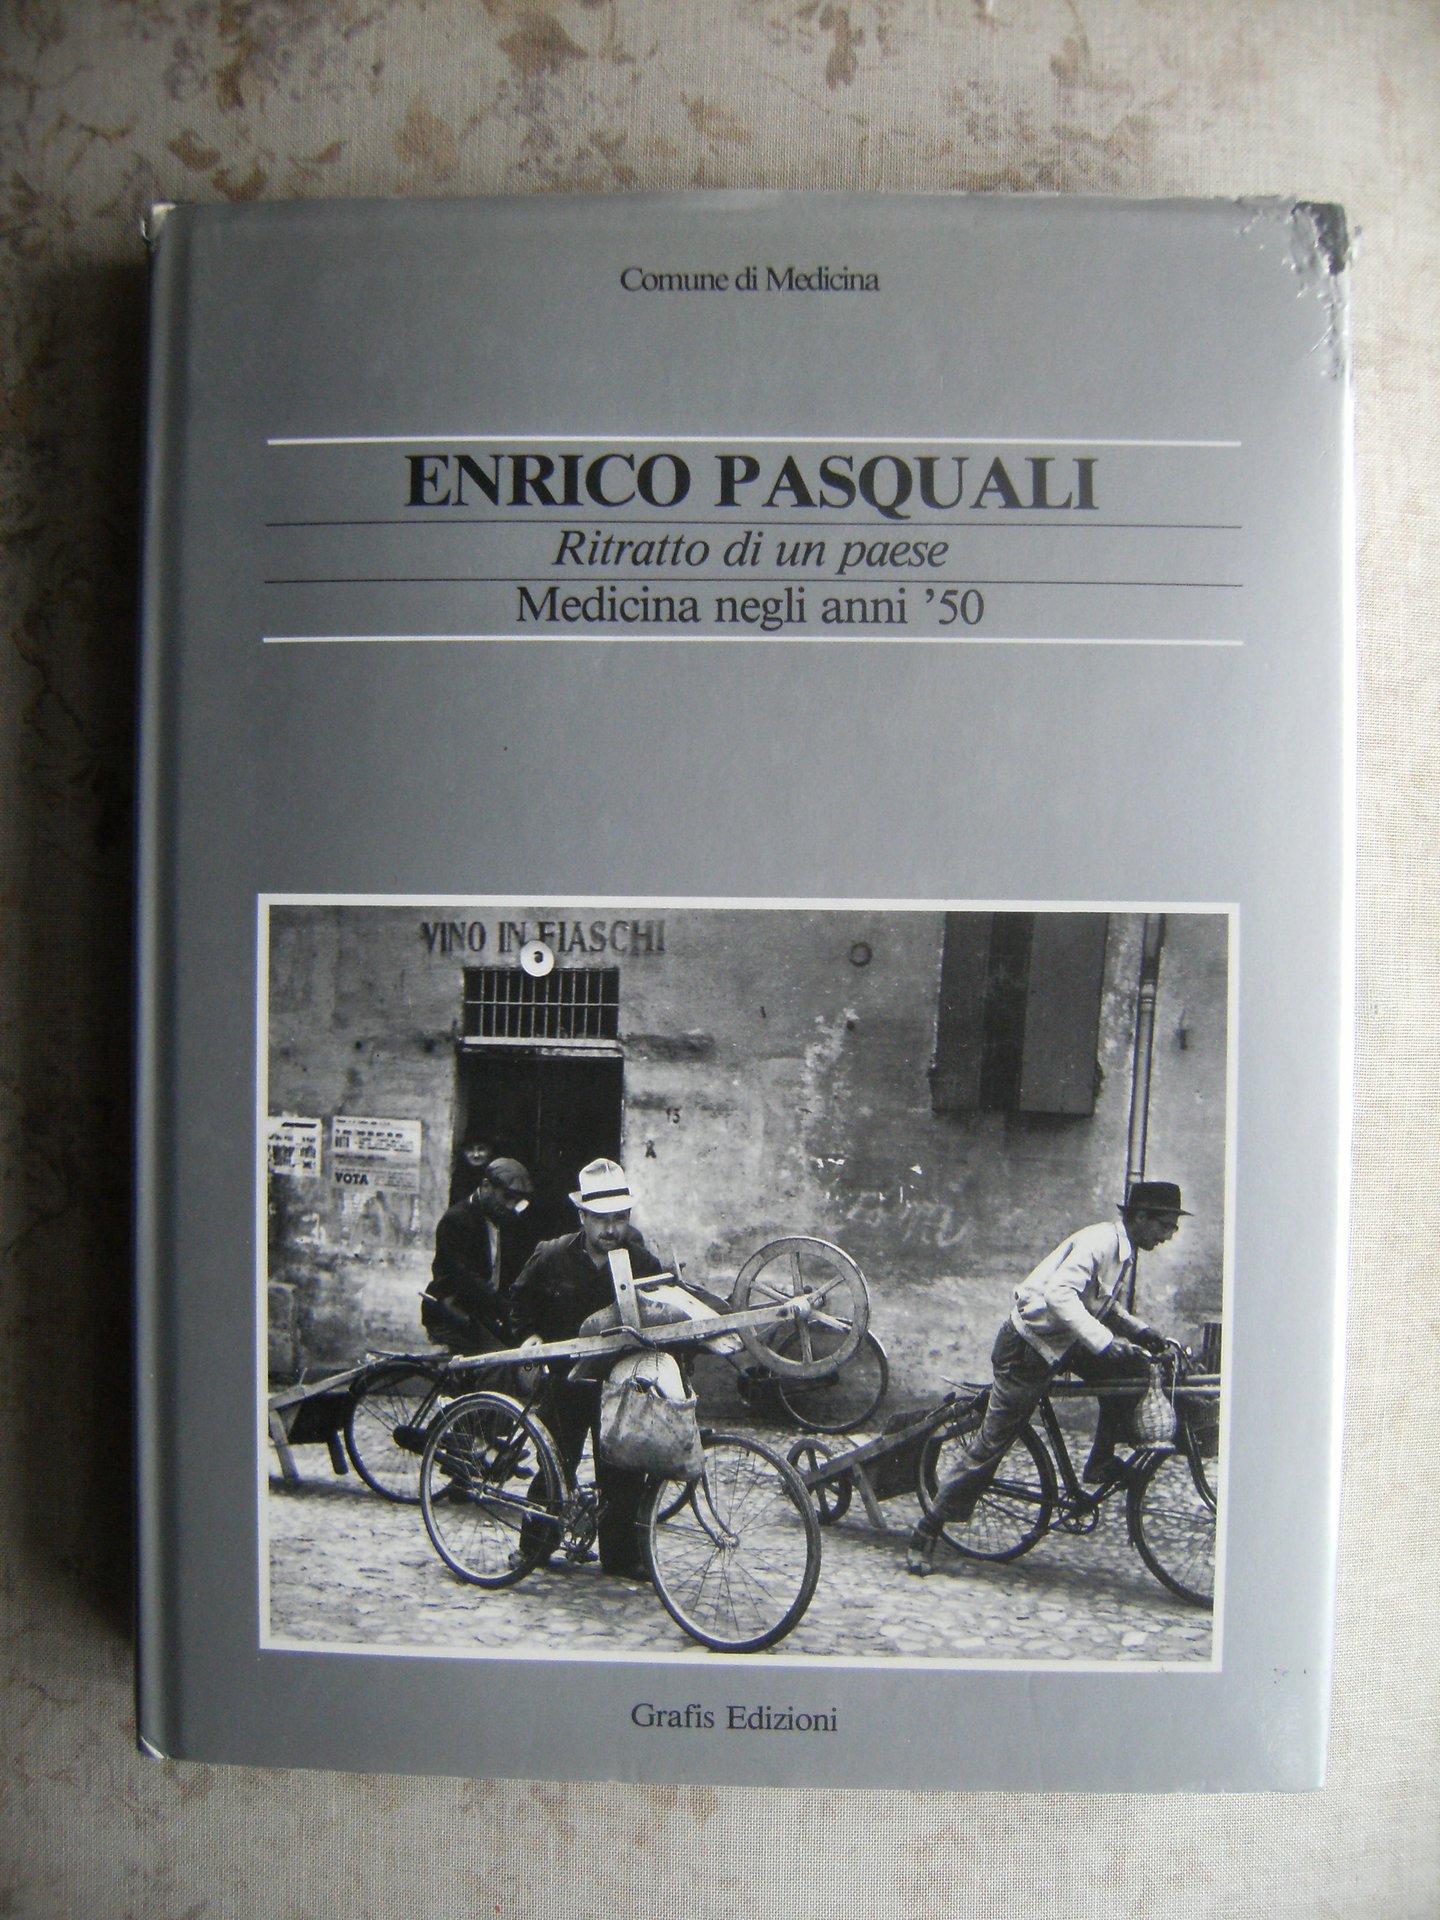 Comune di Medicina
ENRICO PASQUALI
Ritratto di un paese
Medicina negli anni ’50
VINO IN FIASCHI
13
VOTA
Grafis Edizioni